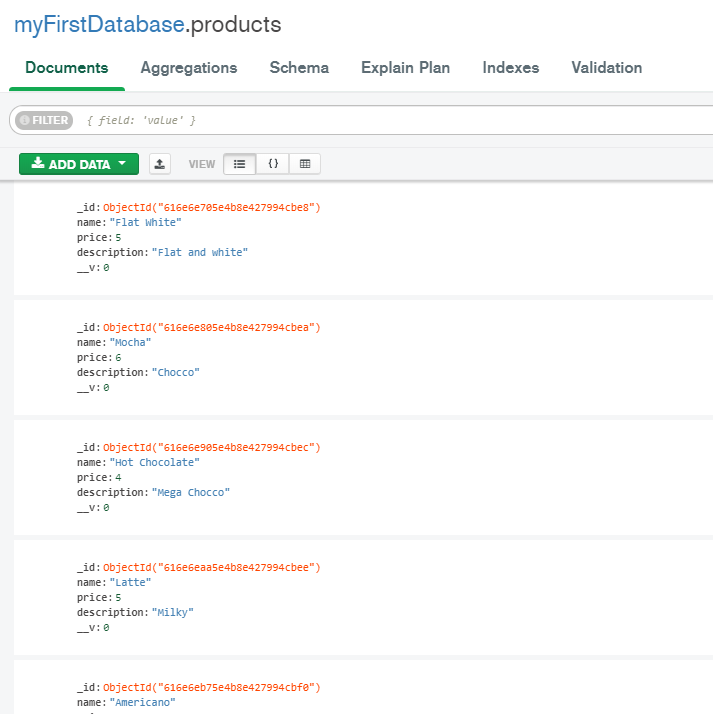 myFirstDatabase.products
Documents Aggregations Schema Explain Plan Indexes Validation
FILTER { field: 'value' }
ADD DATA VIEW {}
_id: ObjectId("616e6e705e4b8e427994cbe8")
name: "Flat White"
price: 5
description: "Flat and white"
__v: 0
_id: ObjectId("616e6e805e4b8e427994cbea")
name: "Mocha"
price: 6
description: "Chocco"
__v: 0
_id: ObjectId("616e6e905e4b8e427994cbec")
name: "Hot Chocolate"
price: 4
description: "Mega Chocco"
__v: 0
_id: ObjectId("616e6eaa5e4b8e427994cbee")
name: "Latte"
price: 5
description: "Milky"
__v: 0
_id: ObjectId("616e6eb75e4b8e427994cbf0")
name: "Americano"